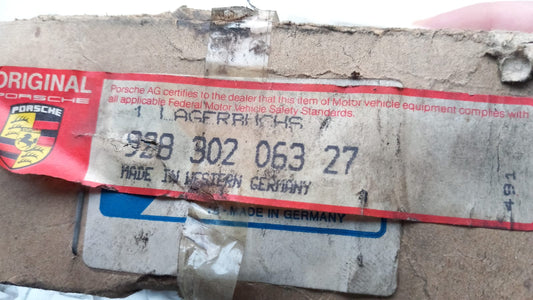 ORIGINAL
PORSCHE
PORSCHE
Porsche AG certifies to the dealer that this item of Motor vehicle equipment complies with
all applicable Federal Motor Vehicle Safety Standards.
928 302 063 27
MADE IN WESTERN GERMANY
1
491
- MADE IN GERMANY